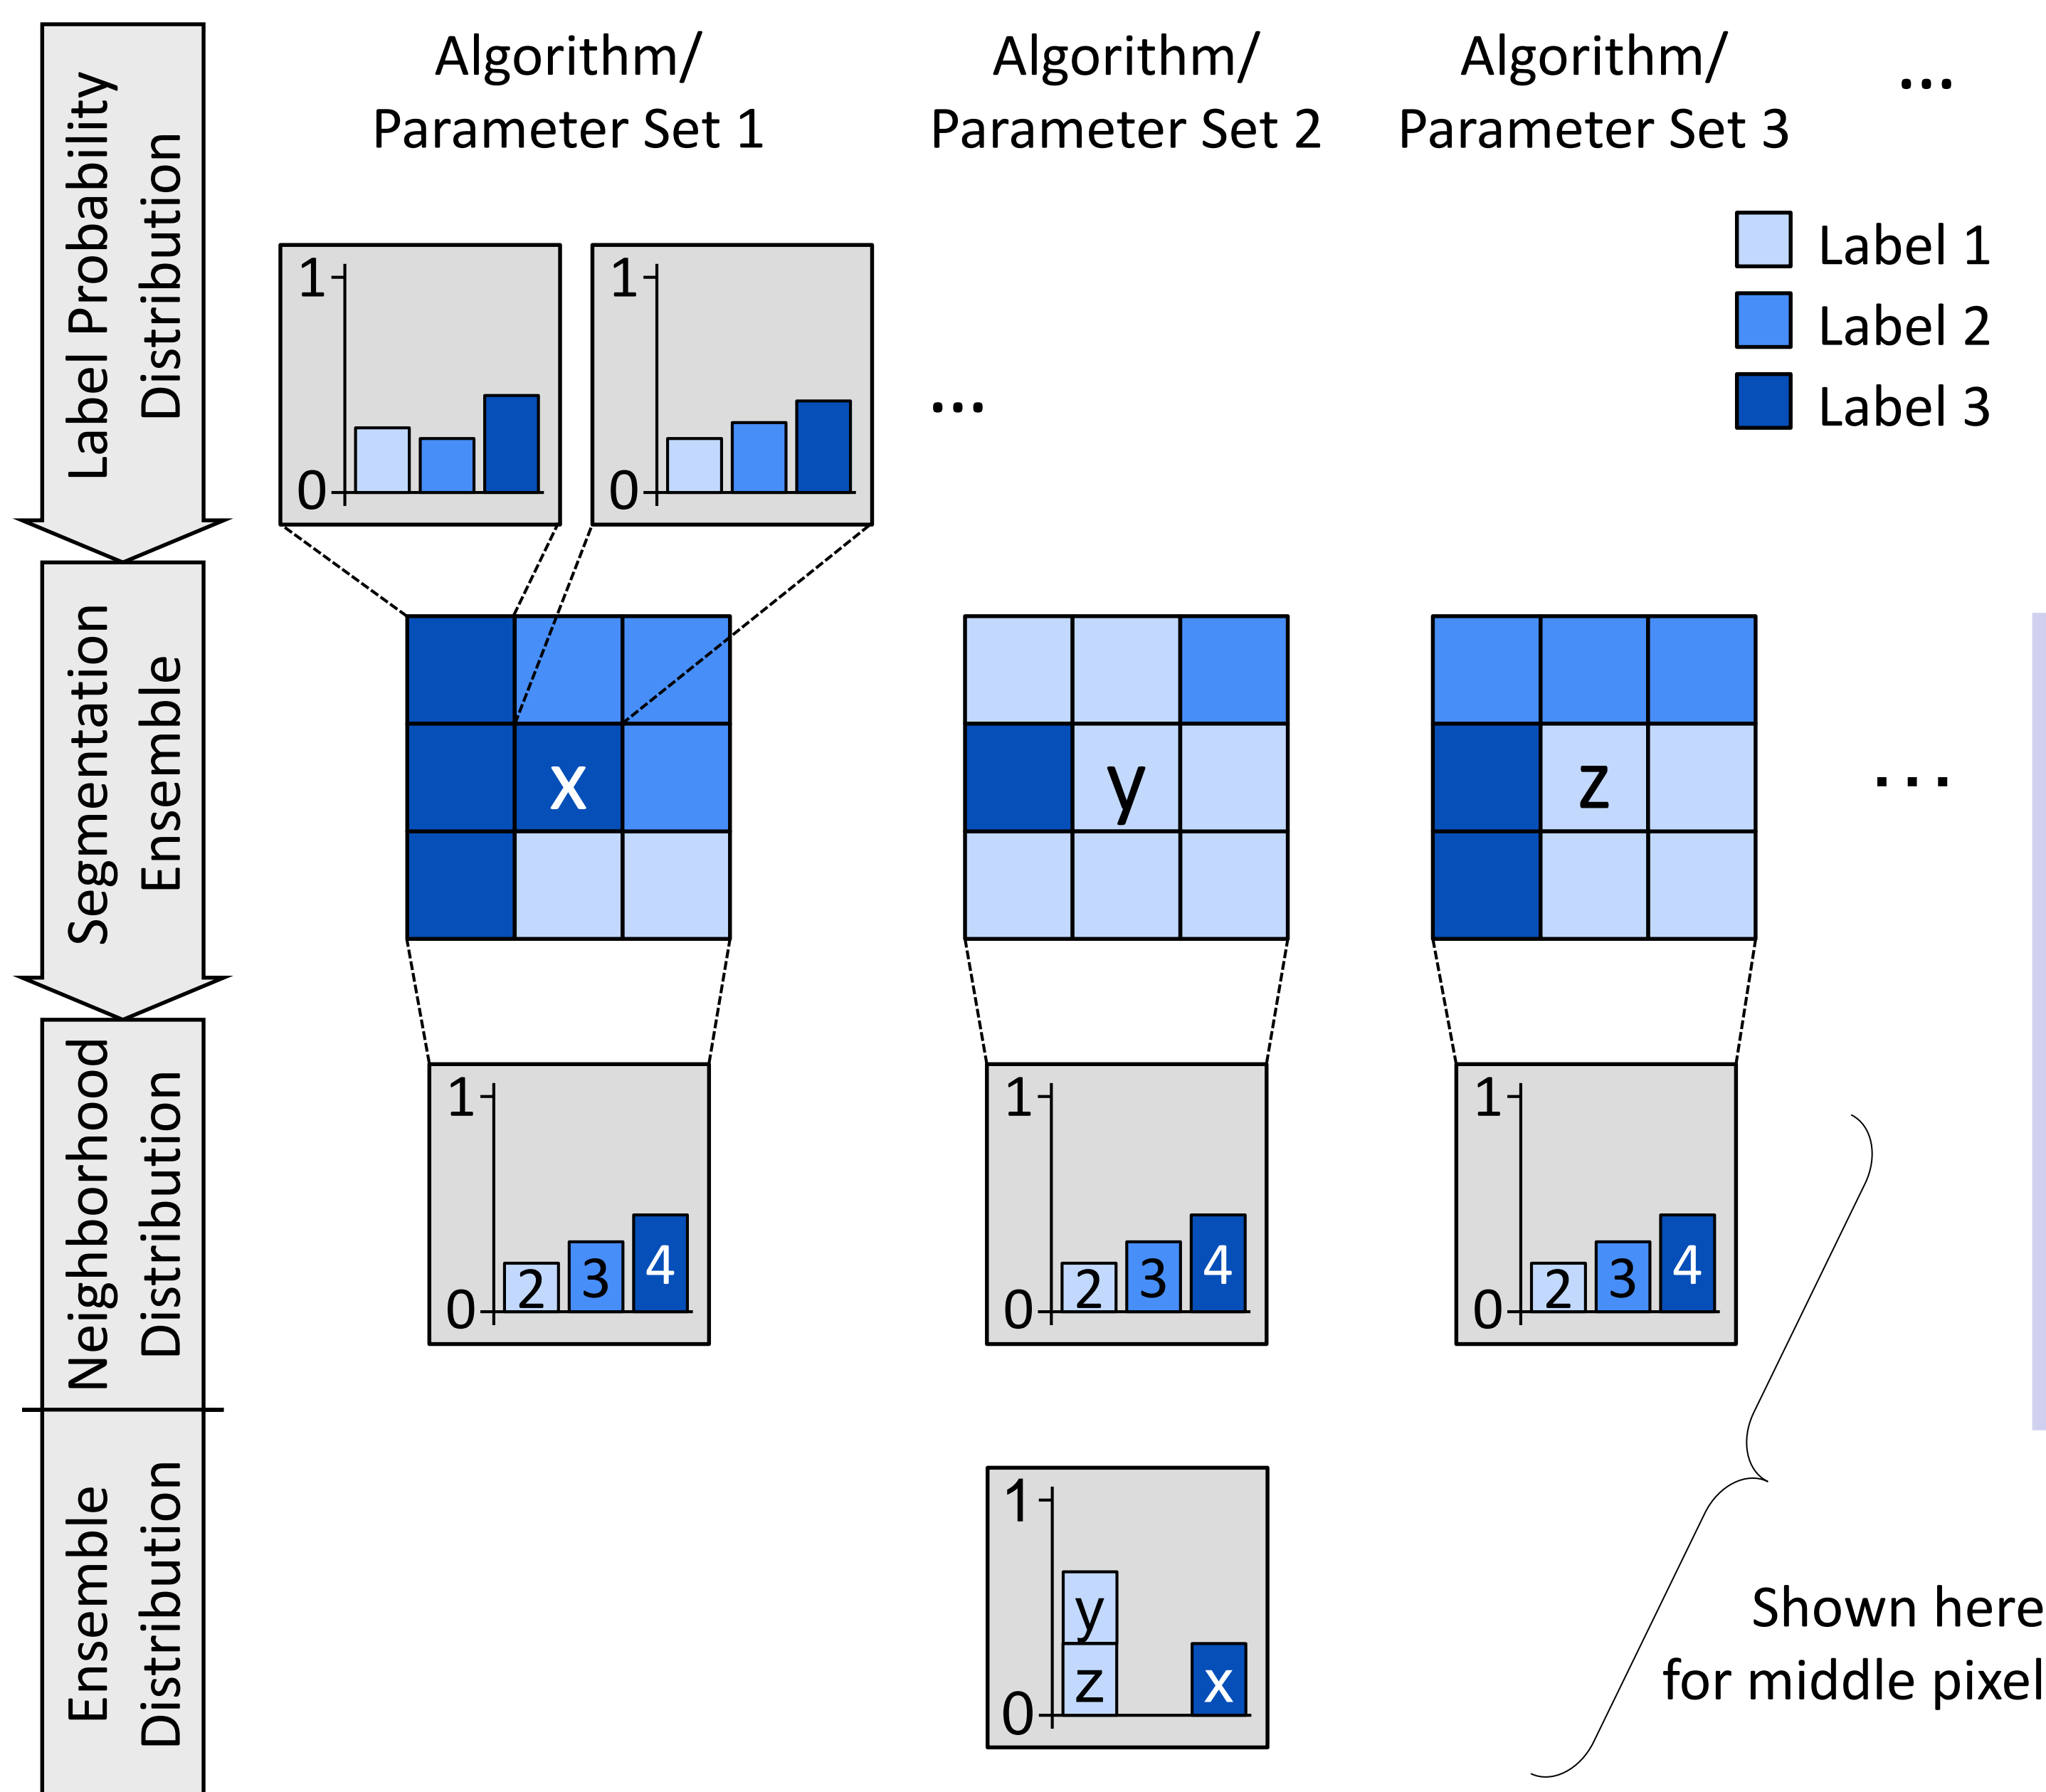 Algorithm/
Parameter Set 1
Algorithm/
Parameter Set 2
Algorithm/
Parameter Set 3
...
Label Probability
Distribution
Label 1
Label 2
Label 3
1
0
1
0
...
Segmentation
Ensemble
x
y
z
...
Neighborhood
Distribution
1
2 3 4
0
1
2 3 4
0
1
2 3 4
0
Ensemble
Distribution
1
y
z x
0
Shown here
for middle pixel